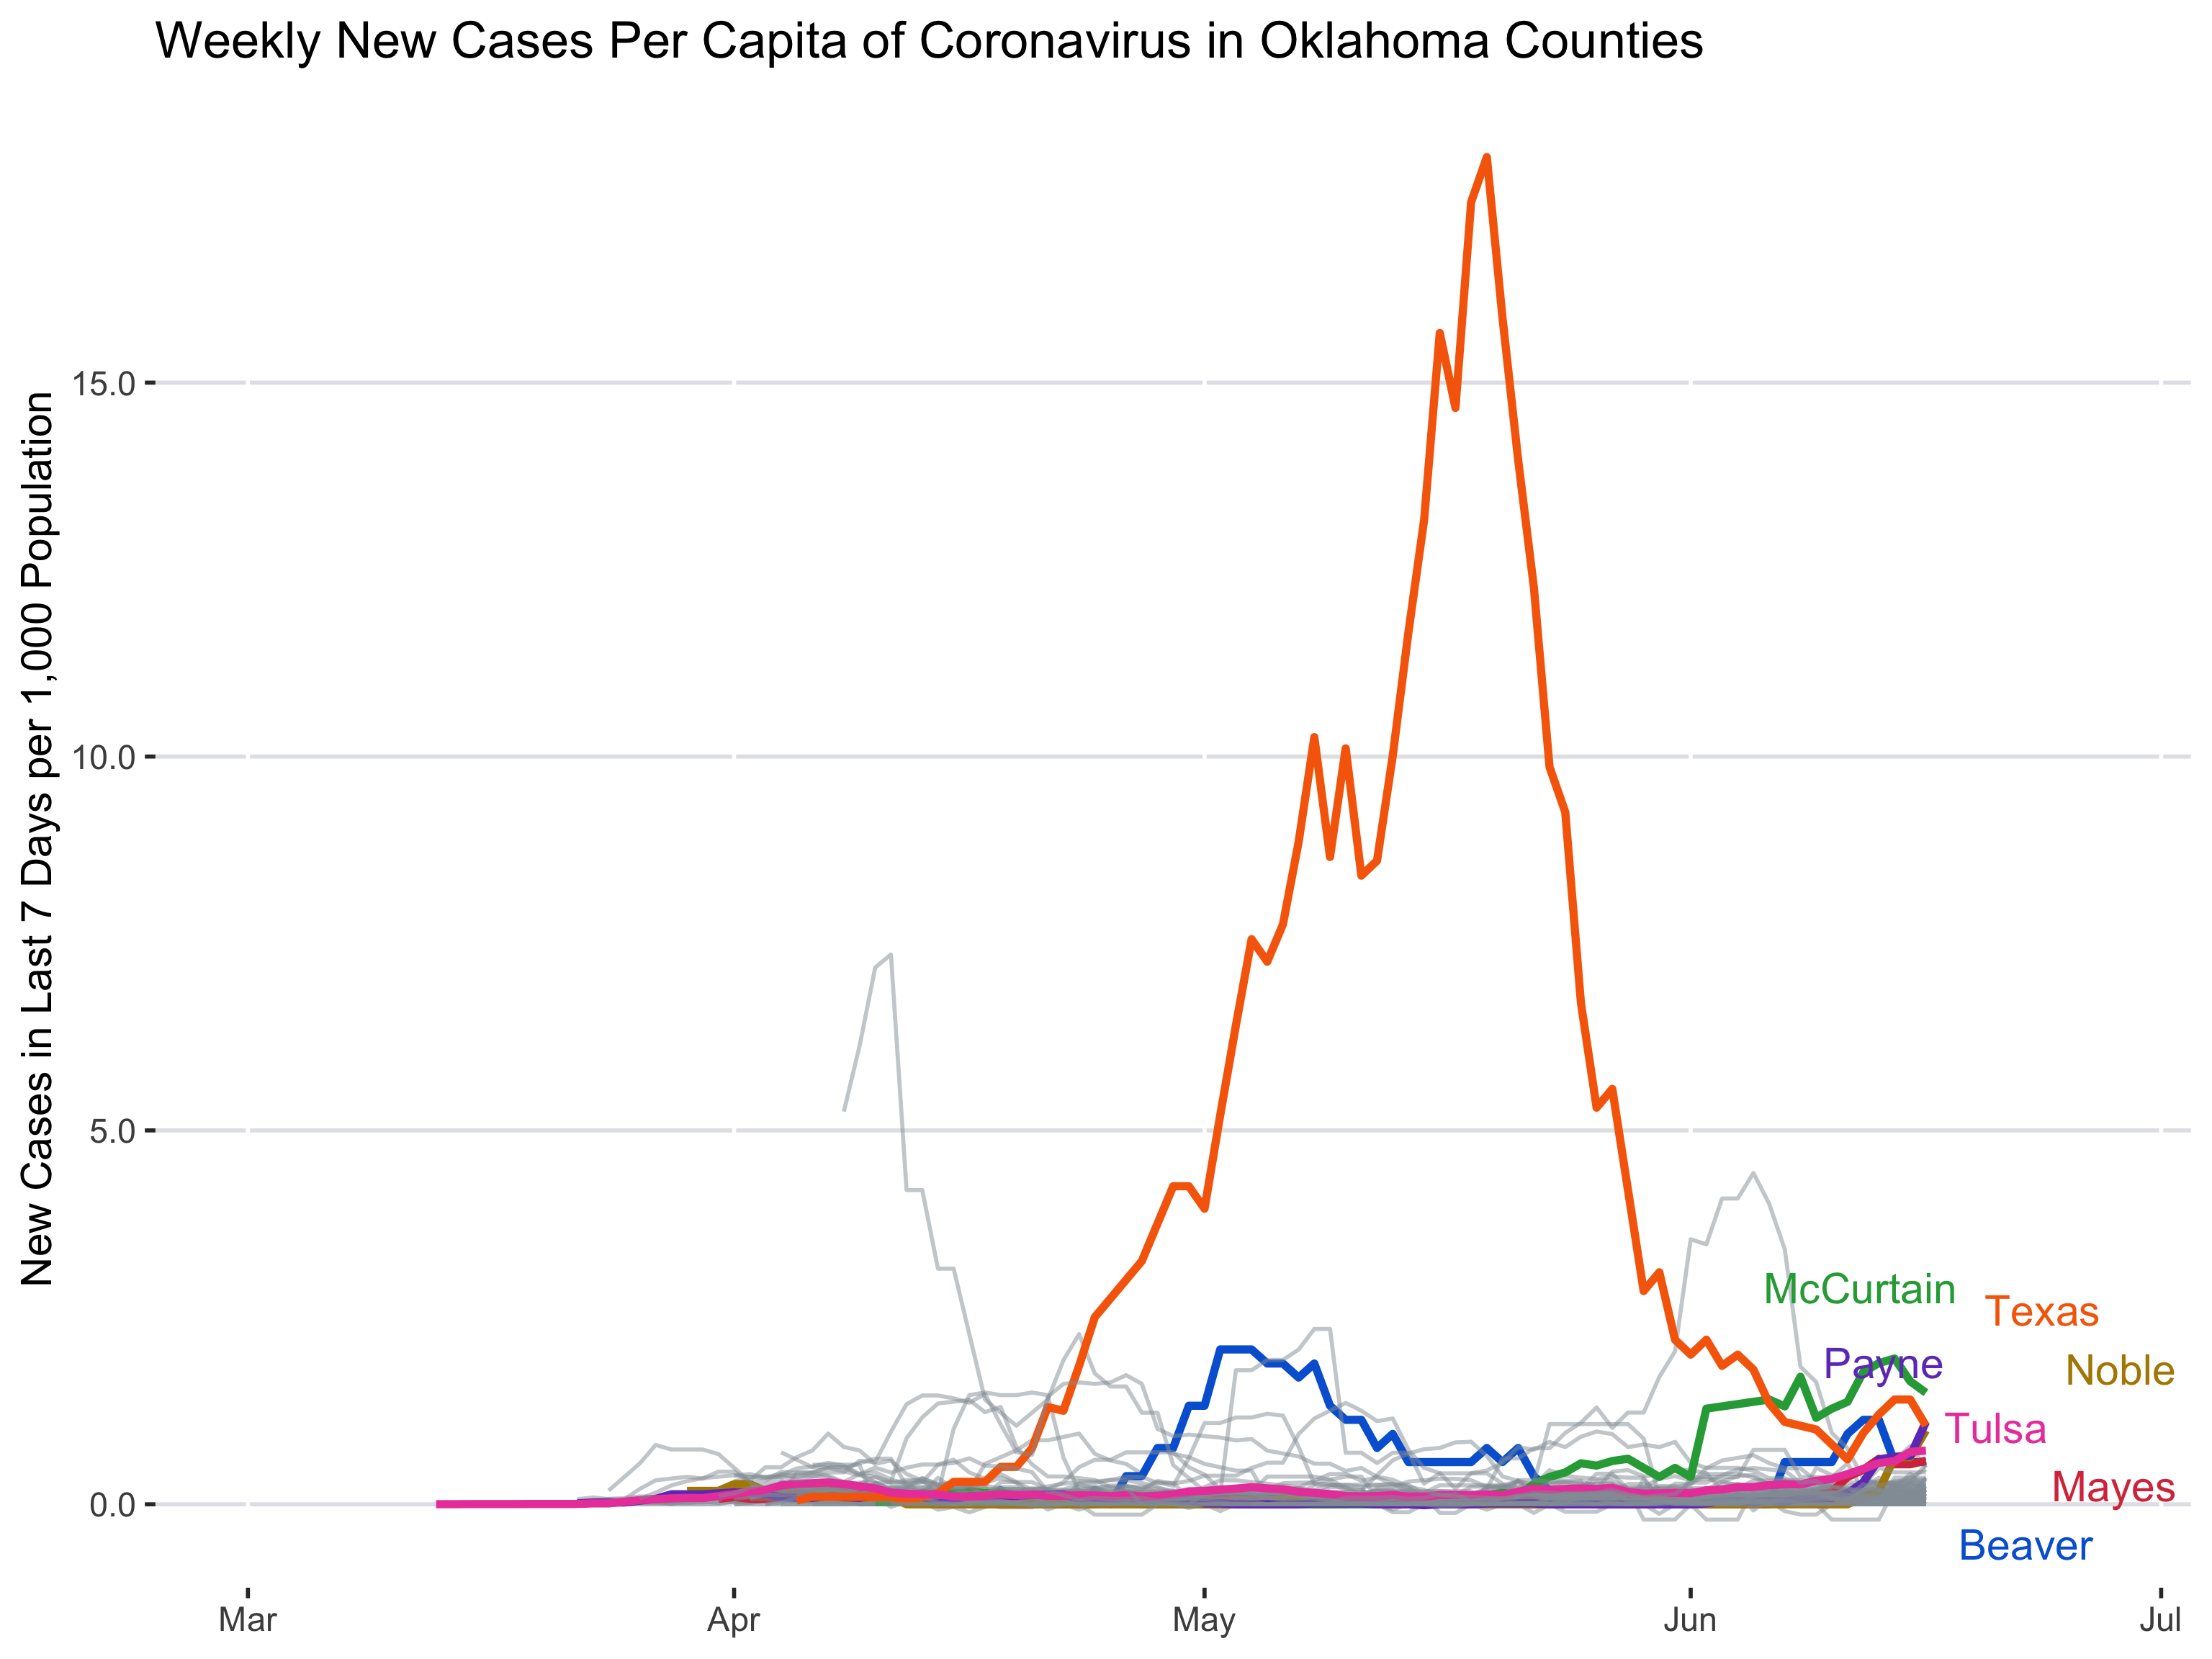 Weekly New Cases Per Capita of Coronavirus in Oklahoma Counties
New Cases in Last 7 Days per 1,000 Population
15.0
10.0
5.0
0.0
McCurtain
Texas
Payne
Noble
Tulsa
Mayes
Beaver
Mar
Apr
May
Jun
Jul